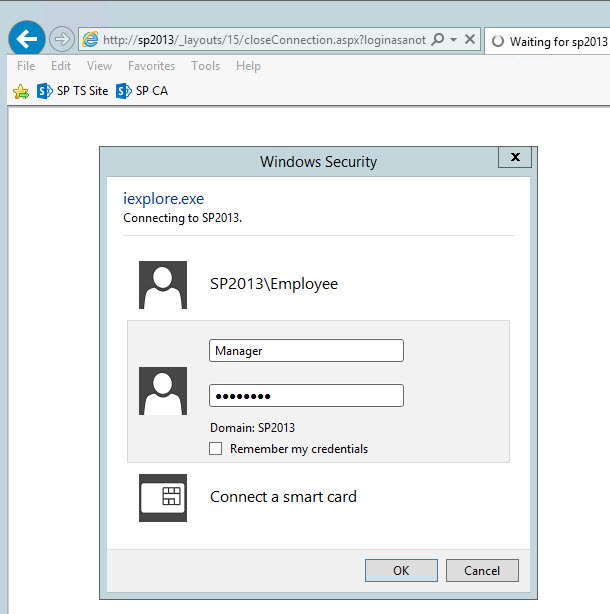 http://sp2013/_layouts/15/closeConnection.aspx?loginasanot
Waiting for sp2013
File Edit View Favorites Tools Help
SP TS Site SP CA
Windows Security
x
iexplore.exe
Connecting to SP2013.
SP2013\Employee
Manager
●●●●●●●●
Domain: SP2013
Remember my credentials
Connect a smart card
OK Cancel